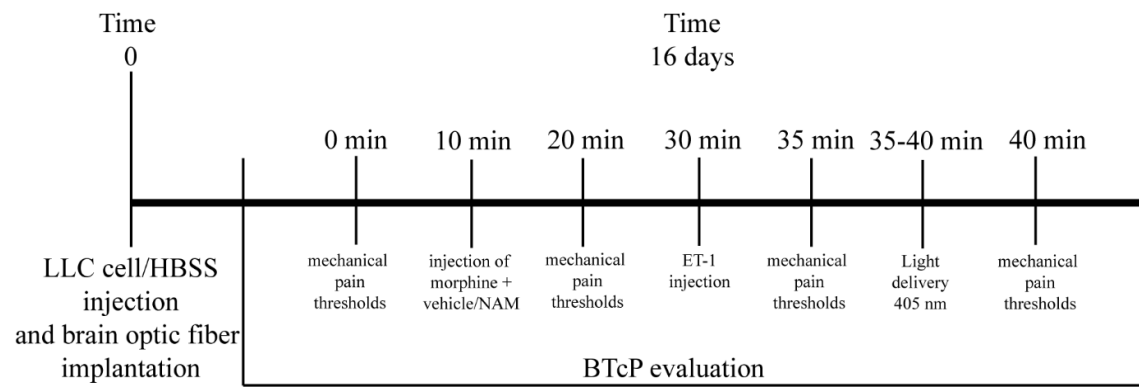 Time
0
Time
16 days
0 min
10 min
20 min
30 min
35 min
35-40 min
40 min
LLC cell/HBSS
injection
and brain optic fiber
implantation
mechanical
pain
thresholds
injection of
morphine +
vehicle/NAM
mechanical
pain
thresholds
ET-1
injection
mechanical
pain
thresholds
Light
delivery
405 nm
mechanical
pain
thresholds
BTcP evaluation